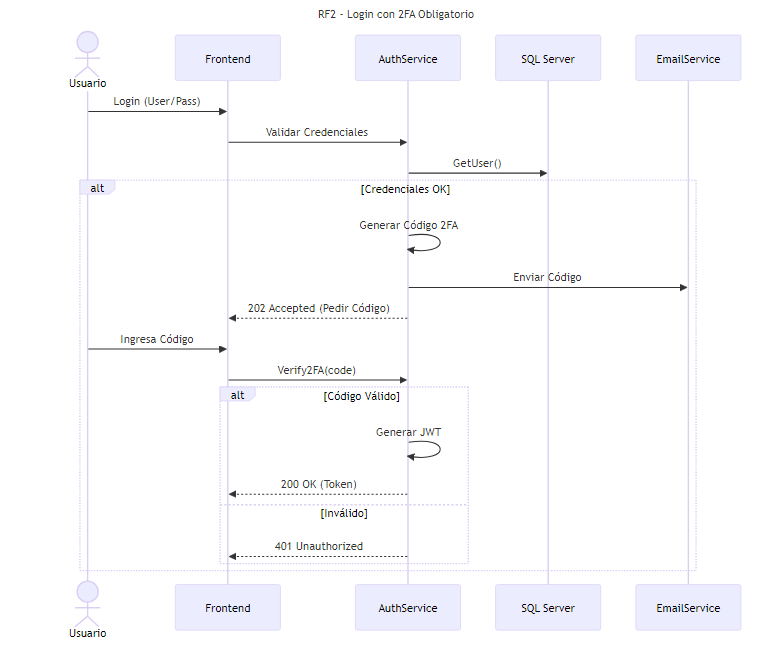 RF2 - Login con 2FA Obligatorio
Usuario
Frontend
AuthService
SQL Server
EmailService
Login (User/Pass)
Validar Credenciales
GetUser()
alt
[Credenciales OK]
Generar Código 2FA
Enviar Código
202 Accepted (Pedir Código)
Ingresa Código
Verify2FA(code)
alt
[Código Válido]
Generar JWT
200 OK (Token)
[Inválido]
401 Unauthorized
Usuario
Frontend
AuthService
SQL Server
EmailService